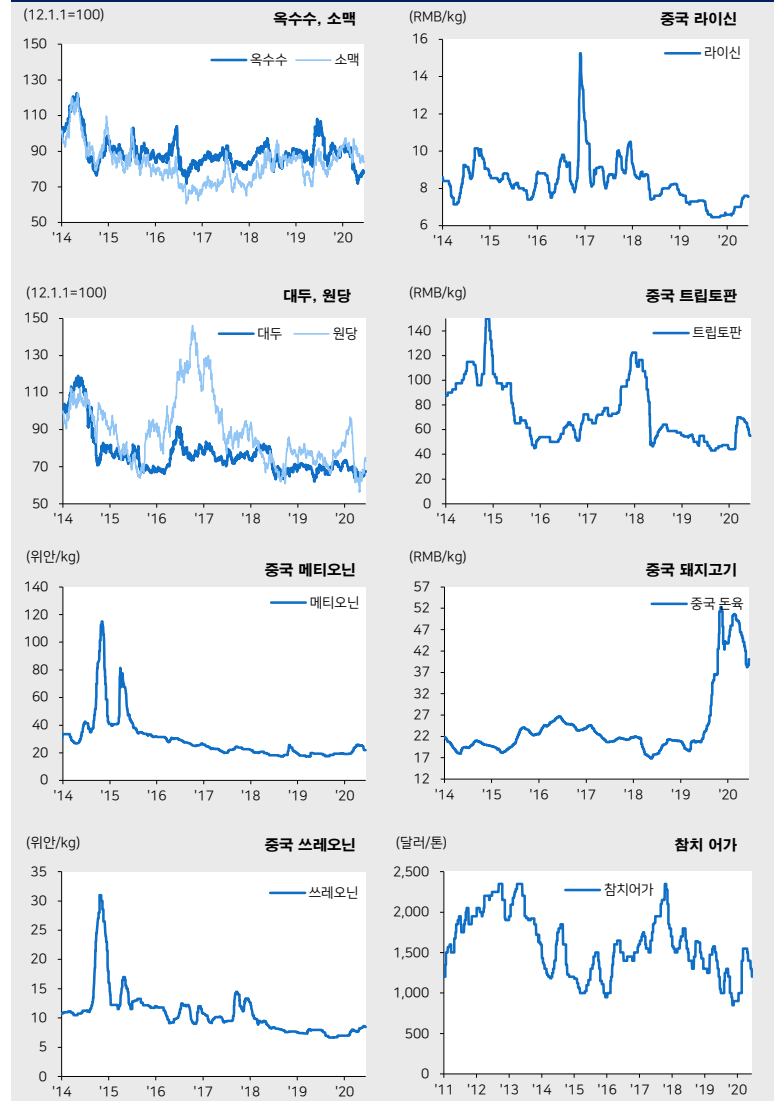 (12.1.1=100) 옥수수, 소맥
옥수수 소맥
150
130
110
90
70
50
'14 '15 '16 '17 '18 '19 '20
(RMB/kg) 중국 라이신
라이신
16
14
12
10
8
6
'14 '15 '16 '17 '18 '19 '20
(12.1.1=100) 대두, 원당
대두 원당
150
130
110
90
70
50
'14 '15 '16 '17 '18 '19 '20
(RMB/kg) 중국 트립토판
트립토판
140
120
100
80
60
40
20
0
'14 '15 '16 '17 '18 '19 '20
(위안/kg) 중국 메티오닌
메티오닌
140
120
100
80
60
40
20
0
'14 '15 '16 '17 '18 '19 '20
(RMB/kg) 중국 돼지고기
중국 돈육
57
52
47
42
37
32
27
22
17
12
'14 '15 '16 '17 '18 '19 '20
(위안/kg) 중국 쓰레오닌
쓰레오닌
35
30
25
20
15
10
5
0
'14 '15 '16 '17 '18 '19 '20
(달러/톤) 참치 어가
참치어가
2,500
2,000
1,500
1,000
500
0
'11 '12 '13 '14 '15 '16 '17 '18 '19 '20